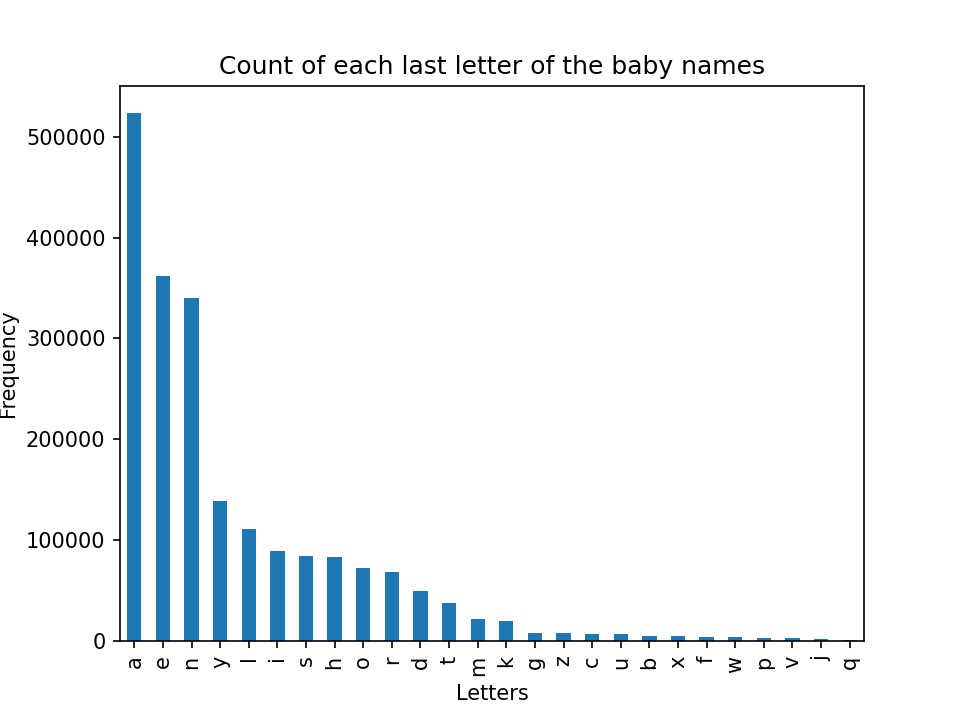 Count of each last letter of the baby names
Frequency
500000
400000
300000
200000
100000
0
a e n y l i s h o r d t m k g z c u b x f w p v j q
Letters